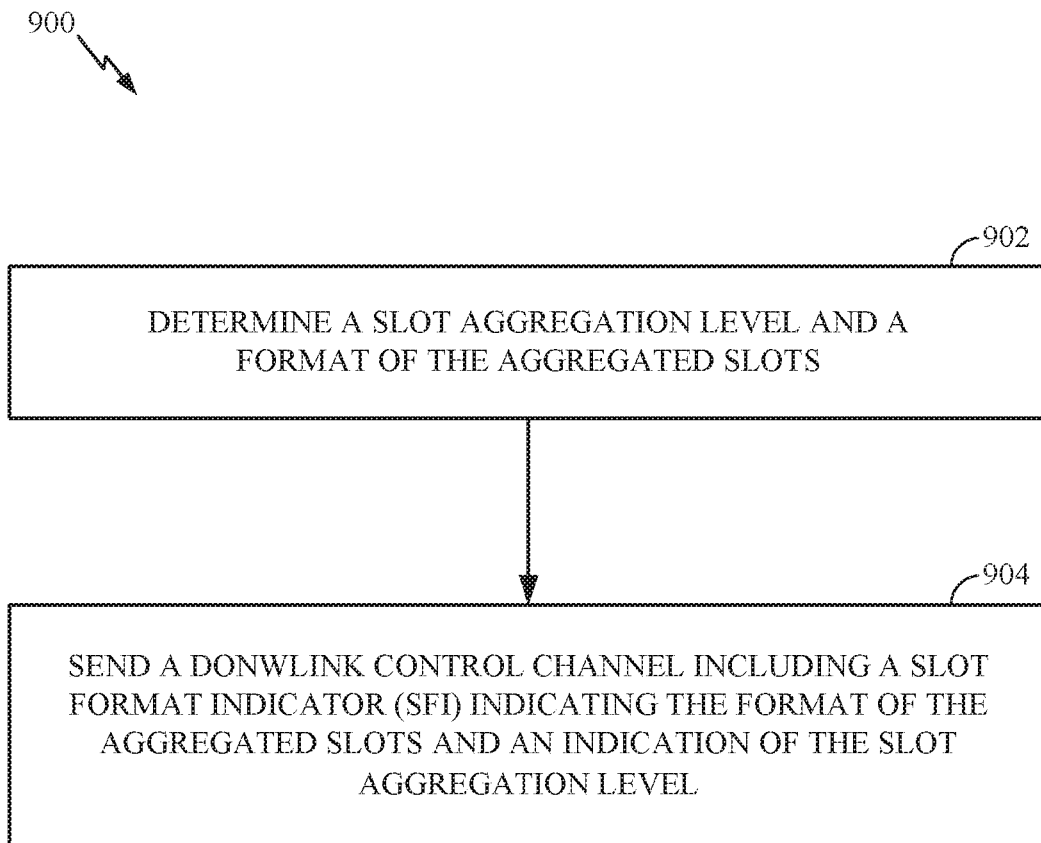 900
902
DETERMINE A SLOT AGGREGATION LEVEL AND A
FORMAT OF THE AGGREGATED SLOTS
904
SEND A DONWLINK CONTROL CHANNEL INCLUDING A SLOT
FORMAT INDICATOR (SFI) INDICATING THE FORMAT OF THE
AGGREGATED SLOTS AND AN INDICATION OF THE SLOT
AGGREGATION LEVEL